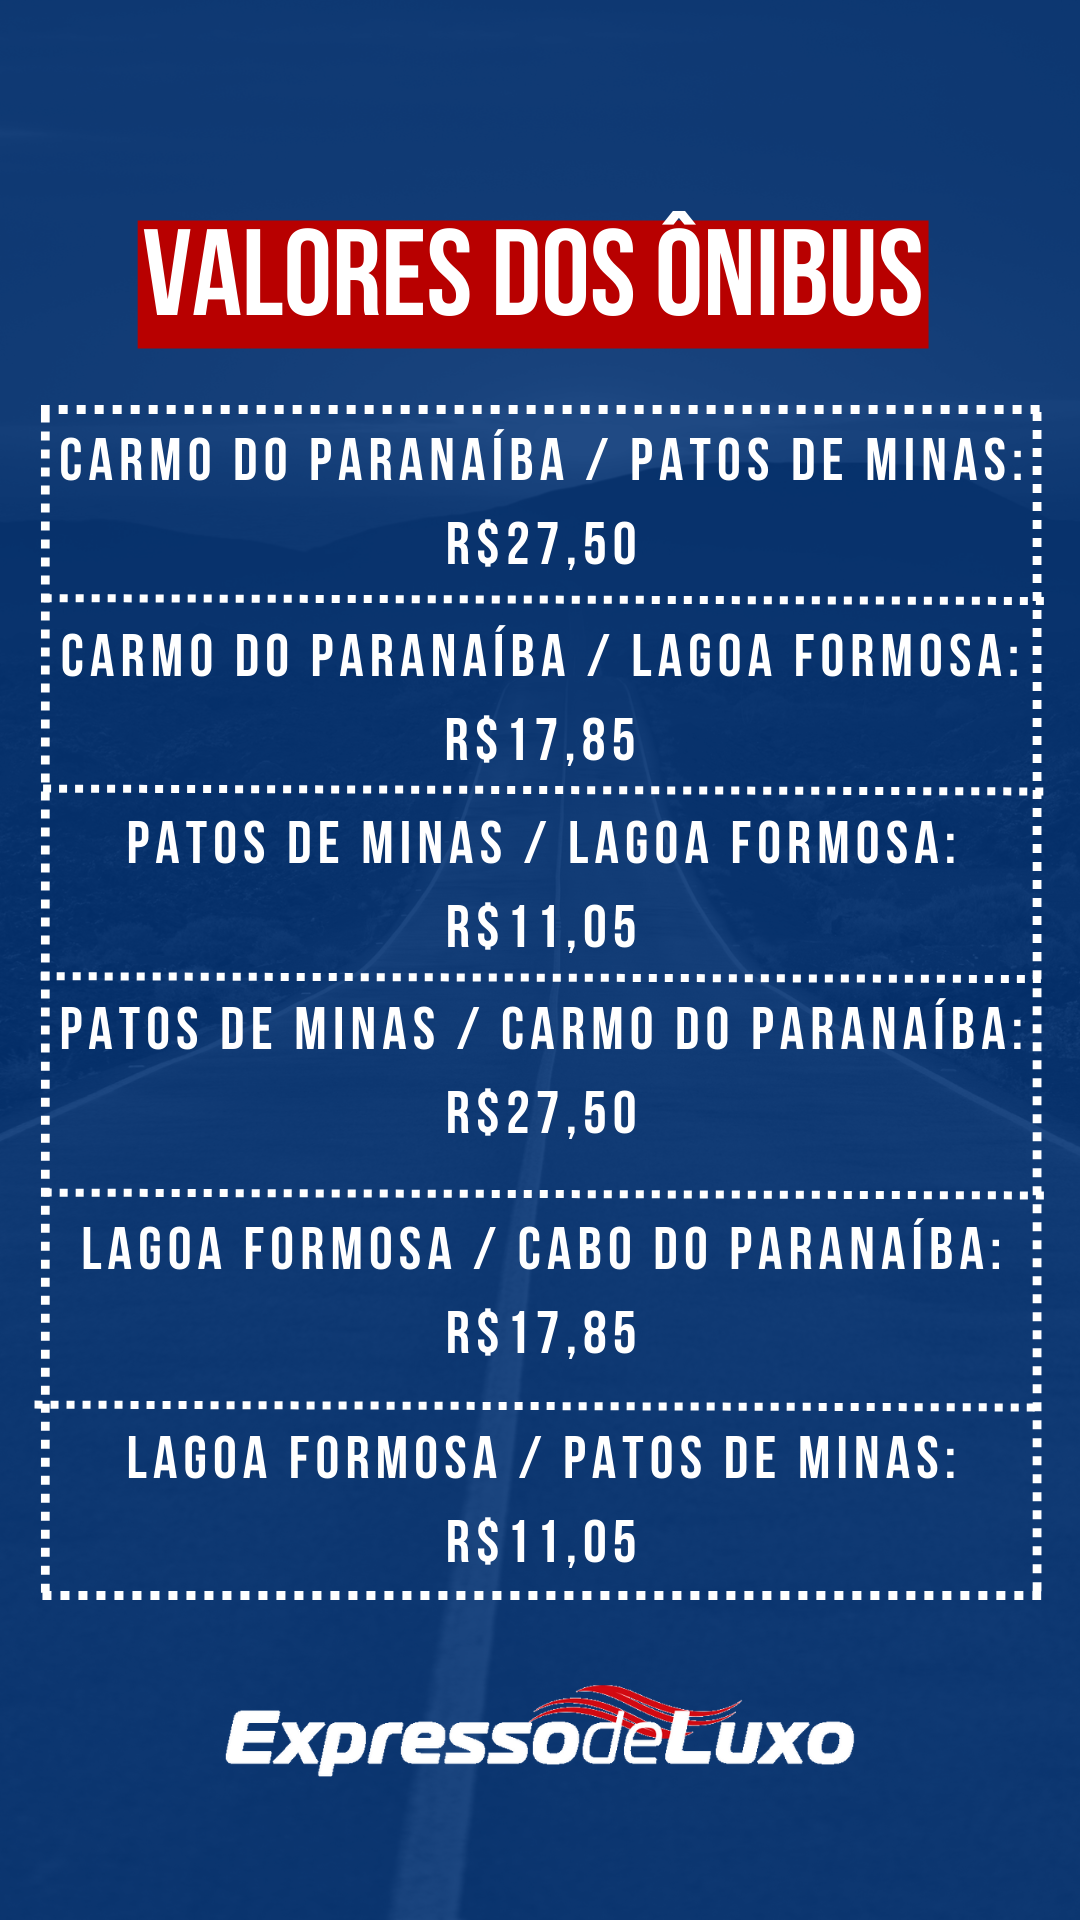 VALORES DOS ÔNIBUS
CARMO DO PARANAÍBA / PATOS DE MINAS:
R$27,50
CARMO DO PARANAÍBA / LAGOA FORMOSA:
R$17,85
PATOS DE MINAS / LAGOA FORMOSA:
R$11,05
PATOS DE MINAS / CARMO DO PARANAÍBA:
R$27,50
LAGOA FORMOSA / CABO DO PARANAÍBA:
R$17,85
LAGOA FORMOSA / PATOS DE MINAS:
R$11,05
ExpressodeLuxo